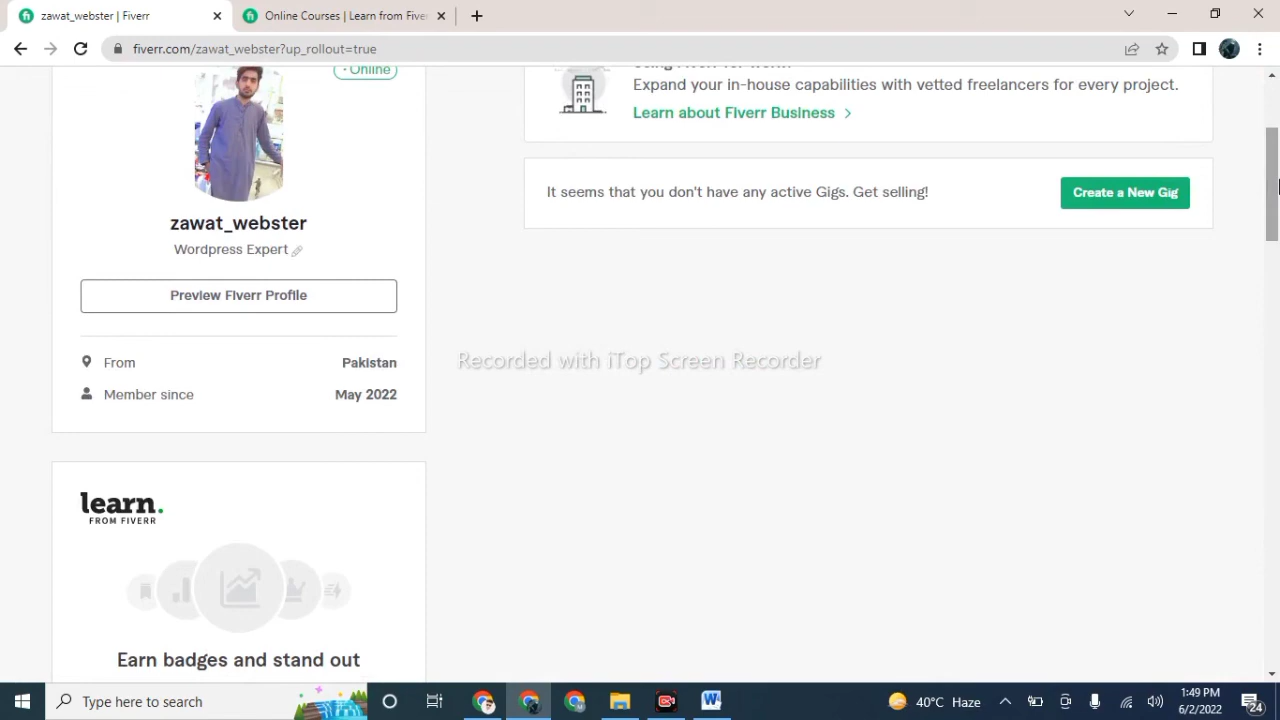 zawat_webster | Fiverr
Online Courses | Learn from Fiver
fiverr.com/zawat_webster?up_rollout=true
• Online
zawat_webster
Wordpress Expert
Preview Fiverr Profile
From Pakistan
Member since May 2022
learn.
FROM FIVERR
Earn badges and stand out
Expand your in-house capabilities with vetted freelancers for every project.
Learn about Fiverr Business >
It seems that you don't have any active Gigs. Get selling!
Create a New Gig
Recorded with iTop Screen Recorder
Type here to search
40°C Haze
1:49 PM
6/2/2022
24